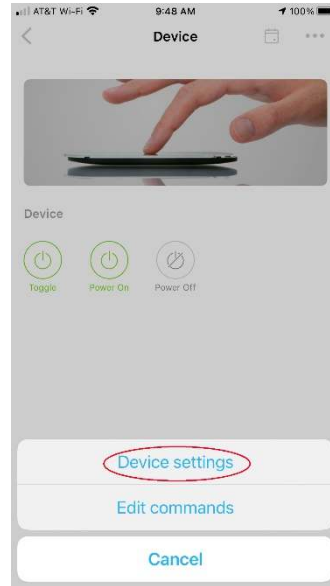 AT&T Wi-Fi 9:48 AM 100%
Device
Device
Toggle Power On Power Off
Device settings
Edit commands
Cancel